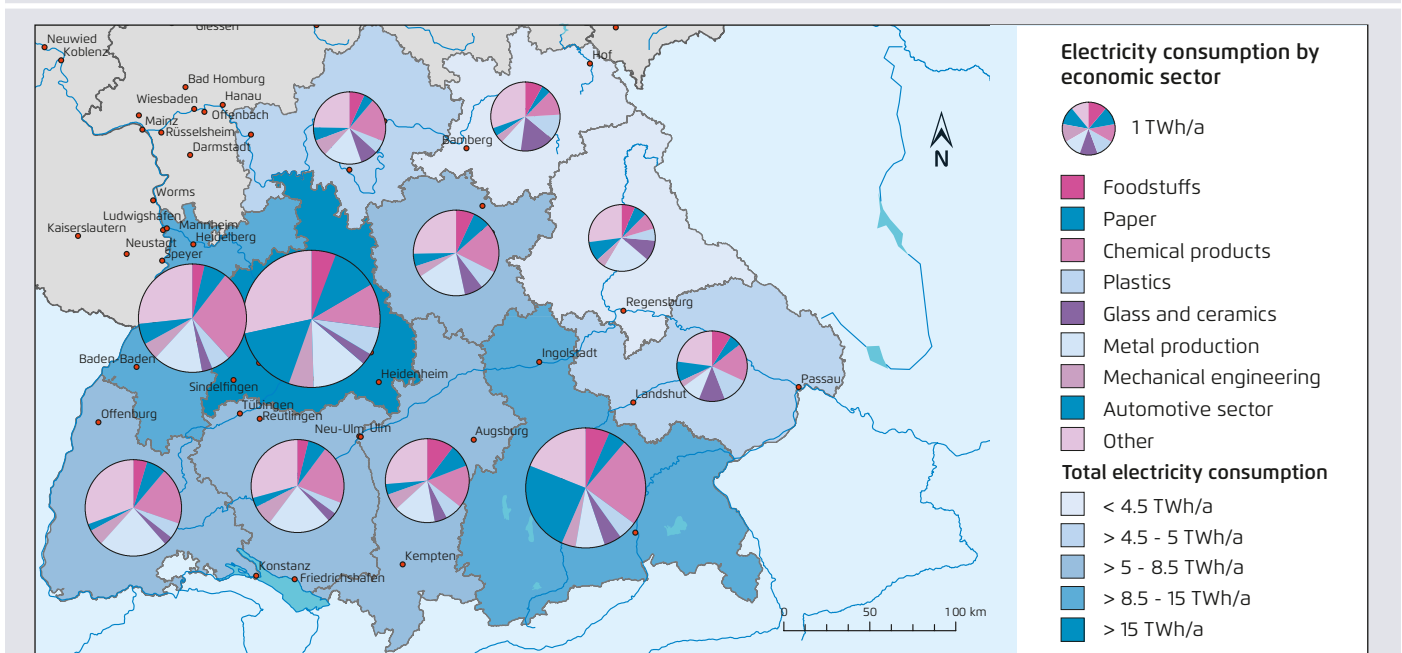 Giessen
Neuwied
Koblenz
Hof
Bad Homburg
Wiesbaden
Hanau
Offenbach
Mainz
Rüsselsheim
Bamberg
Darmstadt
Worms
Ludwigshafen
Mannheim
Kaiserslautern
Heidelberg
Neustadt
Speyer
Regensburg
Baden-Baden
Ingolstadt
Sindelfingen
Heidenheim
Passau
Landshut
Tübingen
Offenburg
Reutlingen
Neu-Ulm
Ulm
Augsburg
Kempten
Konstanz
Friedrichshafen
N
0 50 100 km
Electricity consumption by
economic sector
1 TWh/a
Foodstuffs
Paper
Chemical products
Plastics
Glass and ceramics
Metal production
Mechanical engineering
Automotive sector
Other
Total electricity consumption
< 4.5 TWh/a
> 4.5 - 5 TWh/a
> 5 - 8.5 TWh/a
> 8.5 - 15 TWh/a
> 15 TWh/a